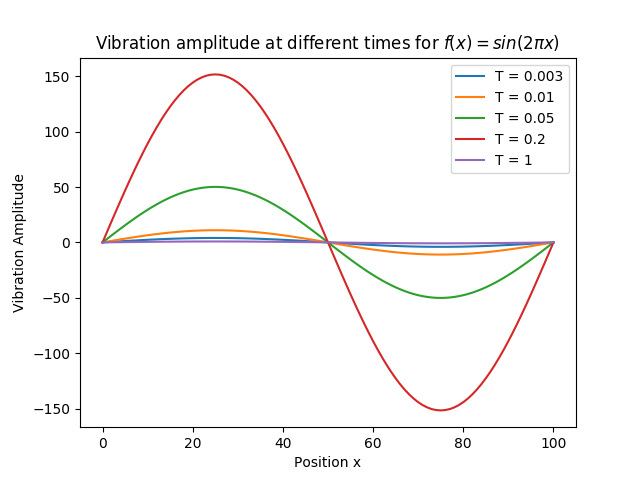 Vibration amplitude at different times for f(x) = sin(2πx)
T = 0.003
T = 0.01
T = 0.05
T = 0.2
T = 1
Vibration Amplitude
150
100
50
0
−50
−100
−150
0 20 40 60 80 100
Position x